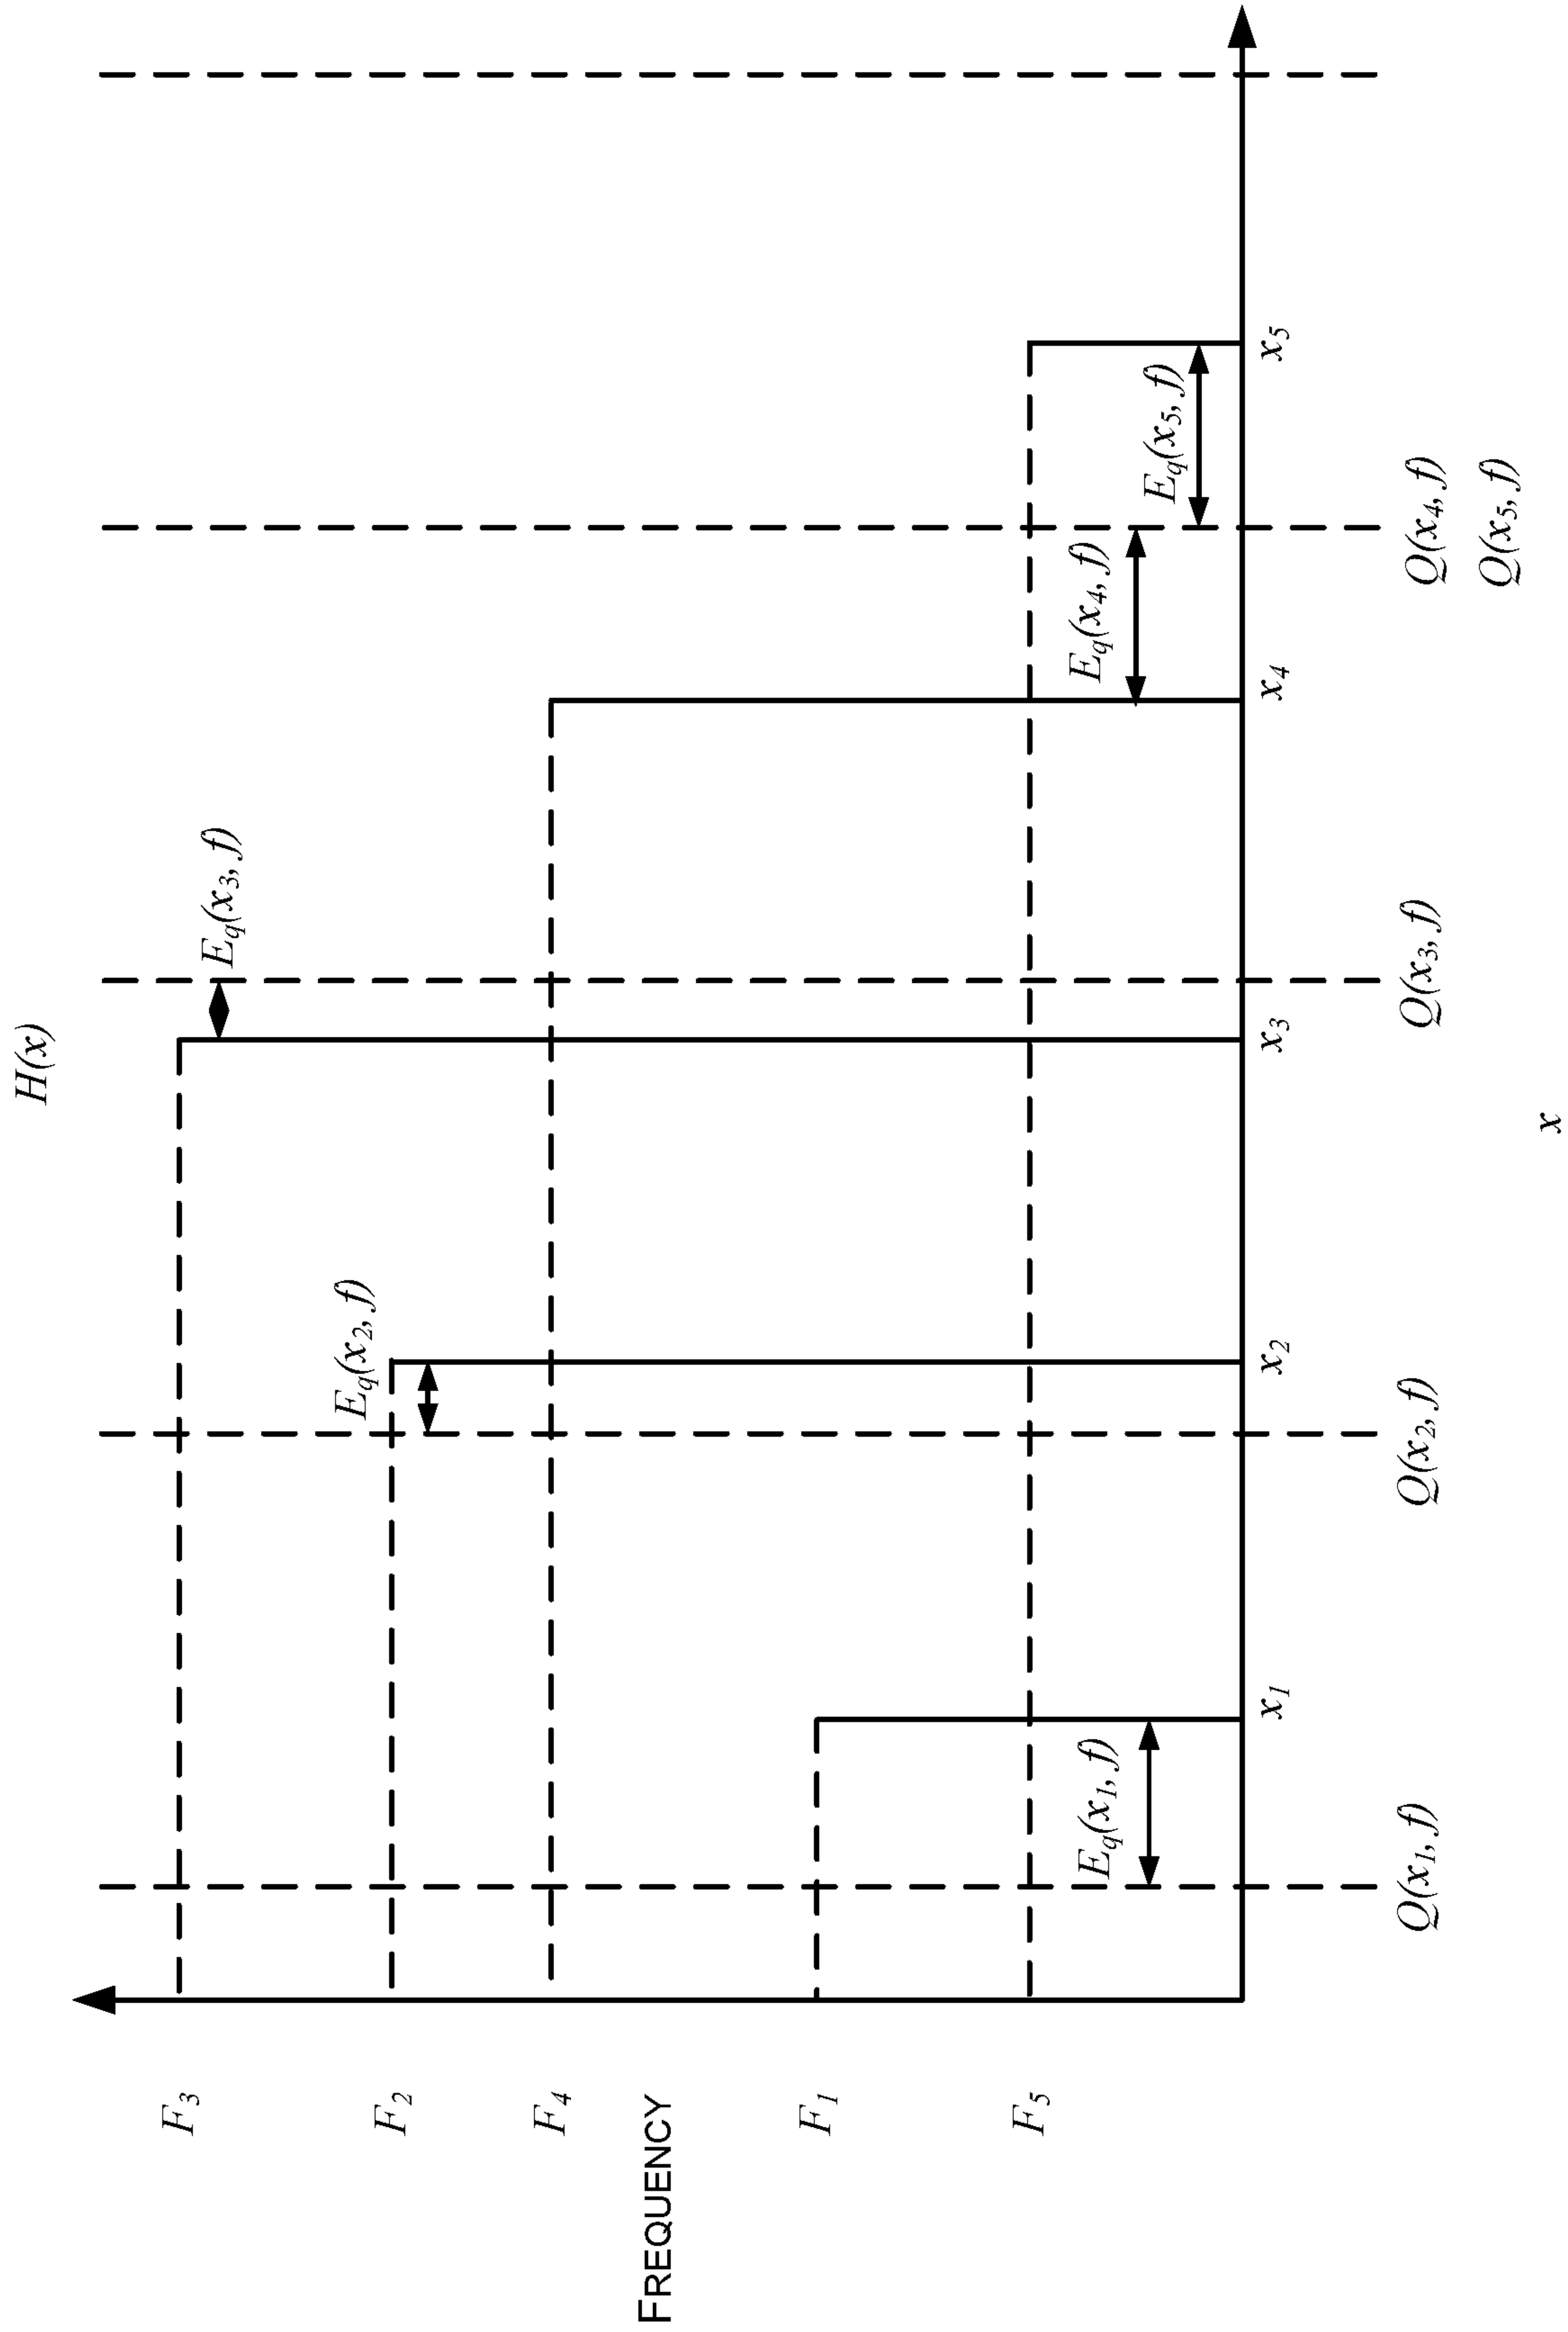 H(x)
E_q(x_3, f)
F_3
E_q(x_2, f)
F_2
F_4
FREQUENCY
F_1
E_q(x_4, f)
E_q(x_5, f)
E_q(x_1, f)
F_5
x_1
x_2
x_3
x_4
x_5
Q(x_1, f)
Q(x_2, f)
Q(x_3, f)
Q(x_4, f)
Q(x_5, f)
x